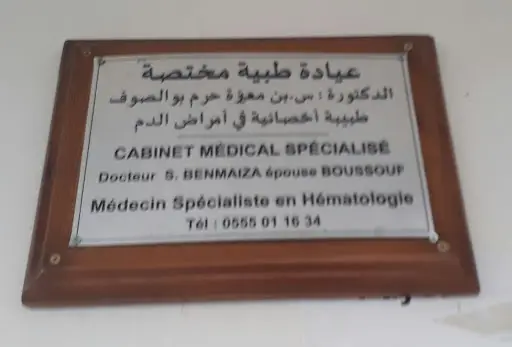 عيادة طبية مختصة
الدكتورة : س.بن معيزة حرم بوالصوف
طبيبة أخصائية في أمراض الدم
CABINET MÉDICAL SPÉCIALISÉ
Docteur S. BENMAIZA épouse BOUSSOUF
Médecin Spécialiste en Hématologie
Tél : 0555 01 16 34